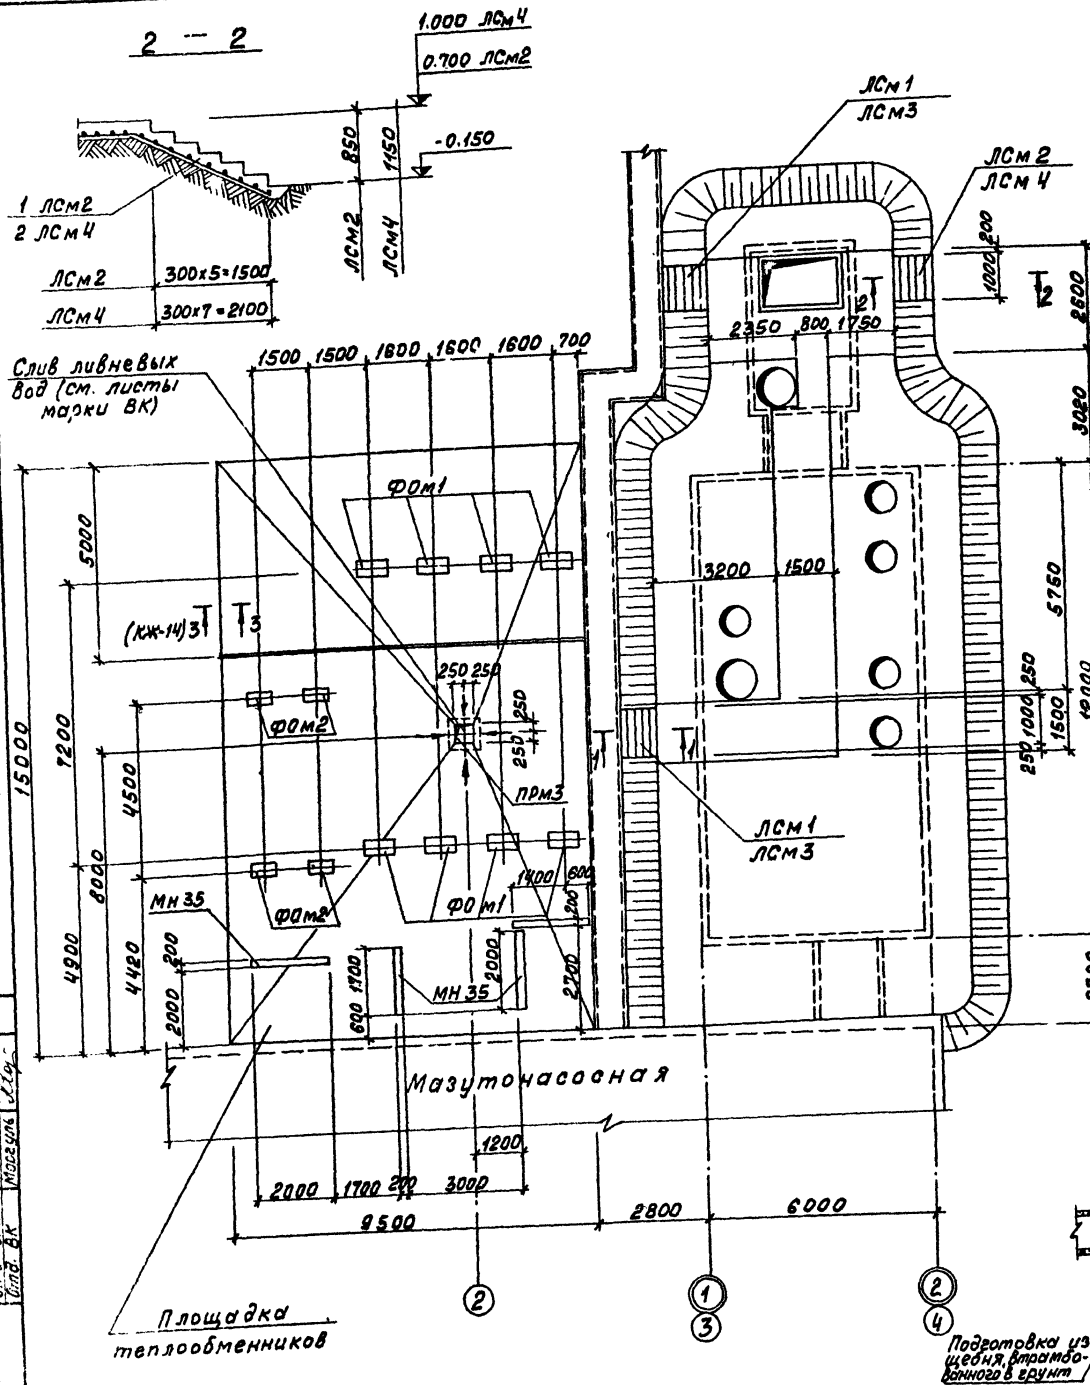 2 — 2
1.000 ЛСм4
0.700 ЛСм2
-0.150
850
1150
ЛСм2
ЛСм4
1 ЛСм2
2 ЛСм4
ЛСм2 300х5=1500
ЛСм4 300х7=2100
ЛСм1
ЛСм3
ЛСм2
ЛСм4
200
1000
2
2
2600
2350 800 1750
3020
1500 1500 1600 1600 1600 700
Слив ливневых
вод (см. листы
марки ВК)
ФОм1
5000
3200 1500
5750
(КЖ-14) 3
3
250 250
250
250
ФОм2
15000
7200
4500
8000
4900
4420
1
1
250
1000
250
1500
12000
ПРм3
ЛСм1
ЛСм3
1400 600
200
МН35
ФОм2
ФОм1
200
2000
1700
600
МН35
2000
2700
Мазутонасосная
1200
2000 1700 200 3000
9500 2800 6000
2
1
3
2
4
Площадка
теплообменников
Подготовка из
щебня, втрамбо-
ванного в грунт
Мосгуль
ВК